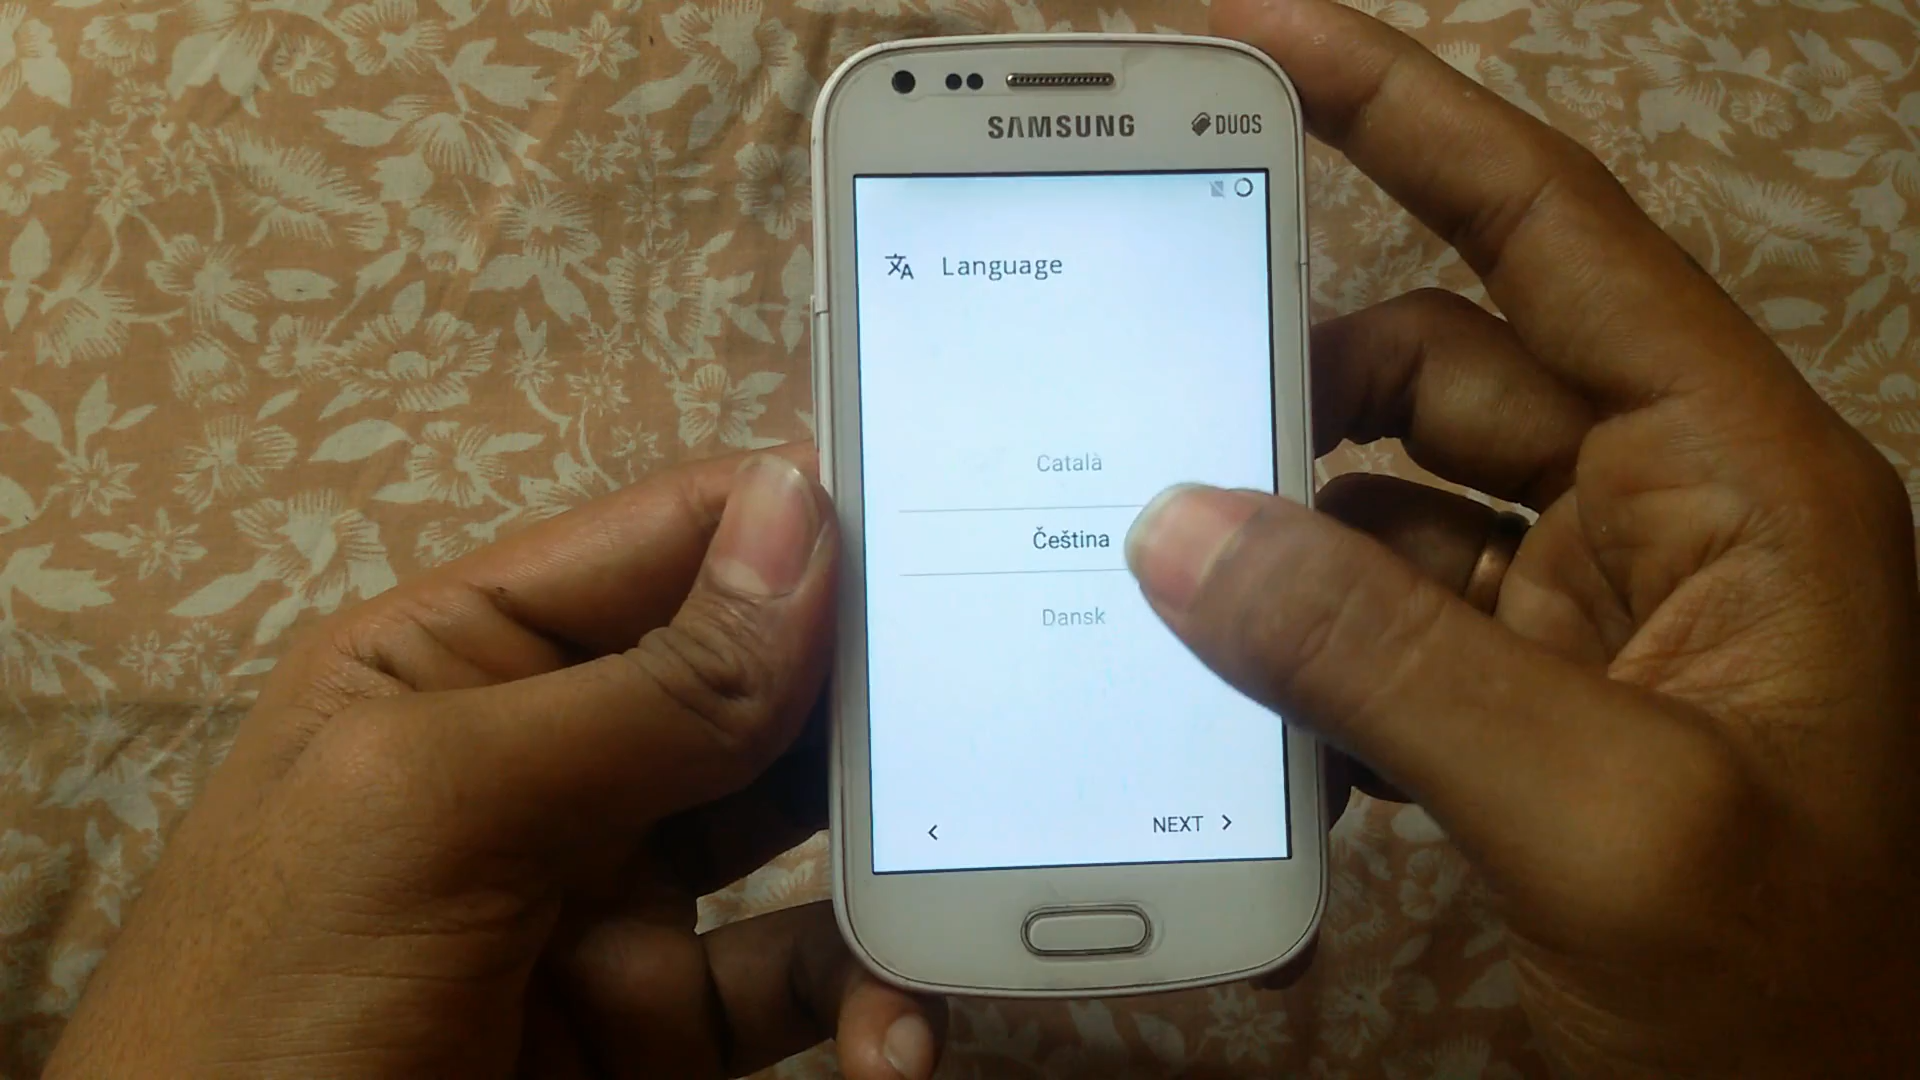 SAMSUNG DUOS
Language
Català
Čeština
Dansk
NEXT